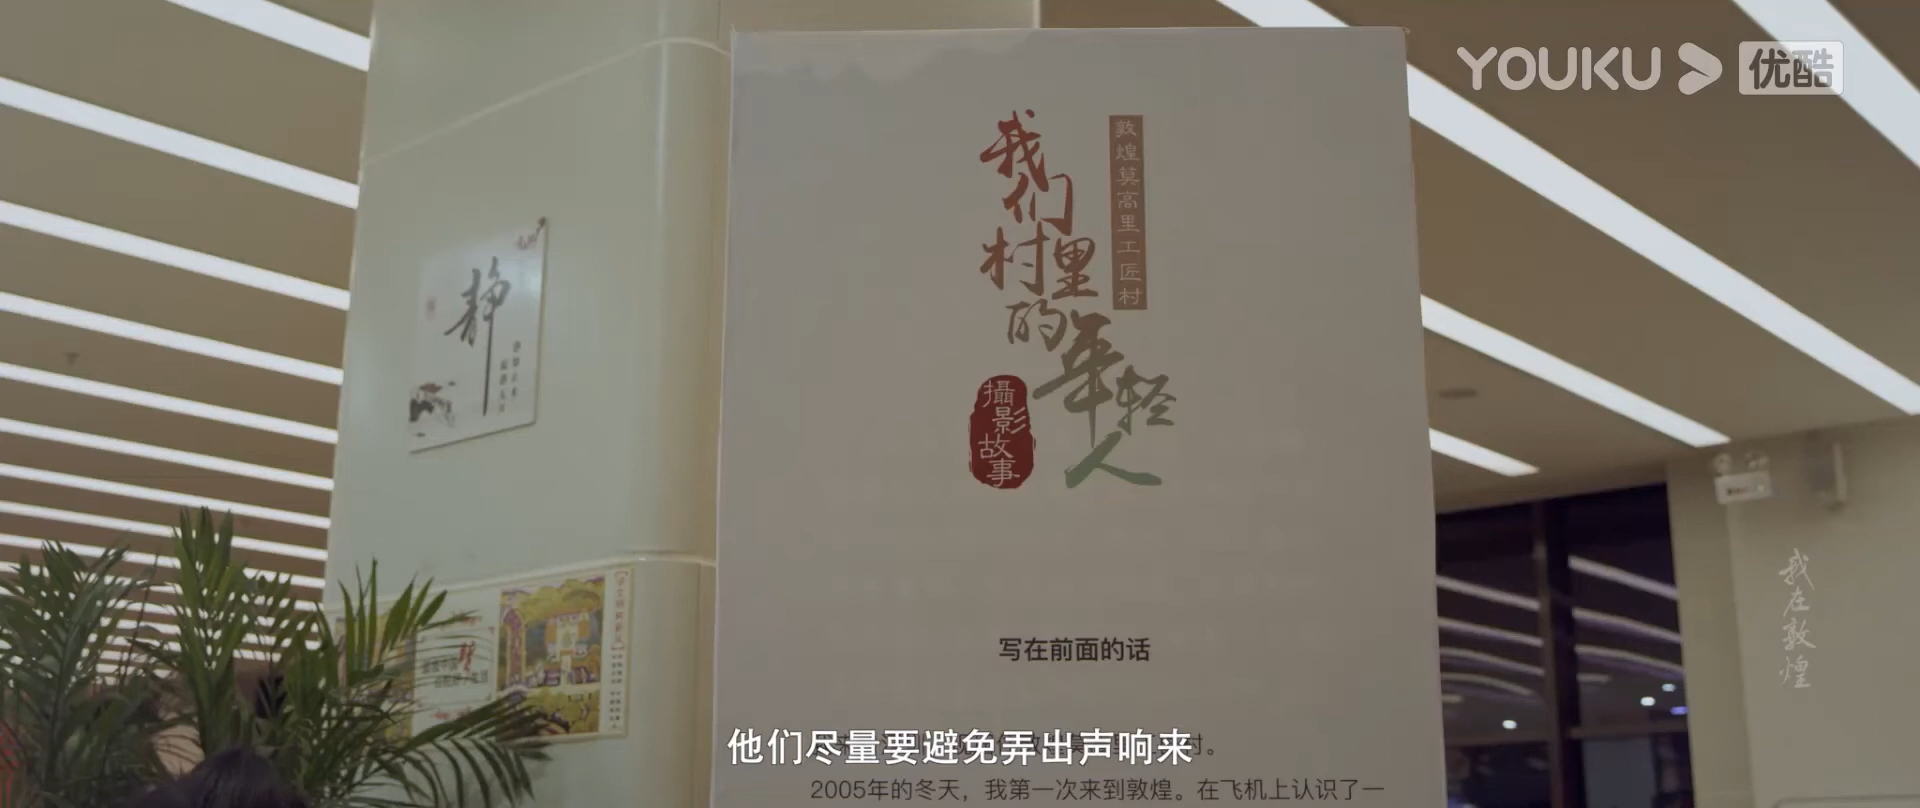 YOUKU 优酷
我们村里的年轻人
敦煌莫高里工匠村
摄影故事
静
写在前面的话
他们尽量要避免弄出声响来
村。
2005年的冬天，我第一次来到敦煌。在飞机上认识了一
我在敦煌